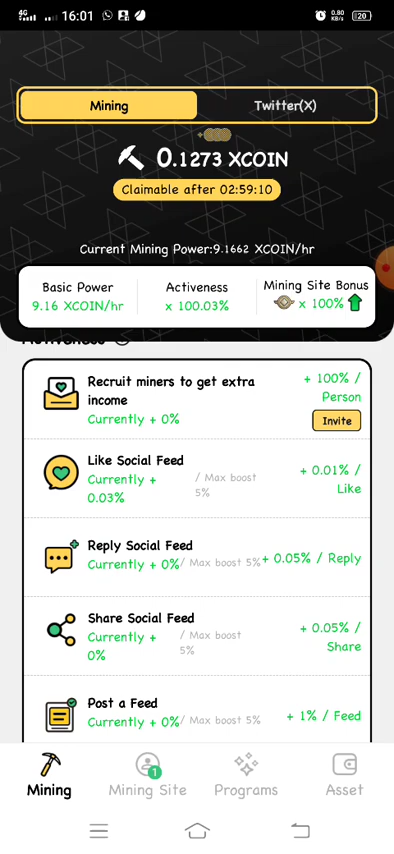 4G 16:01 0.80 KB/s 20
Mining Twitter(X)
0.1273 XCOIN
Claimable after 02:59:10
Current Mining Power:9.1662 XCOIN/hr
Basic Power Activeness Mining Site Bonus
9.16 XCOIN/hr x 100.03% x 100%
Activeness
Recruit miners to get extra
income
Currently + 0%
+ 100% /
Person
Invite
Like Social Feed
Currently +
0.03%
/ Max boost
5%
+ 0.01% /
Like
Reply Social Feed
Currently + 0% / Max boost 5% + 0.05% / Reply
Share Social Feed
Currently +
0%
/ Max boost
5%
+ 0.05% /
Share
Post a Feed
Currently + 0% / Max boost 5% + 1% / Feed
1
Mining Mining Site Programs Asset